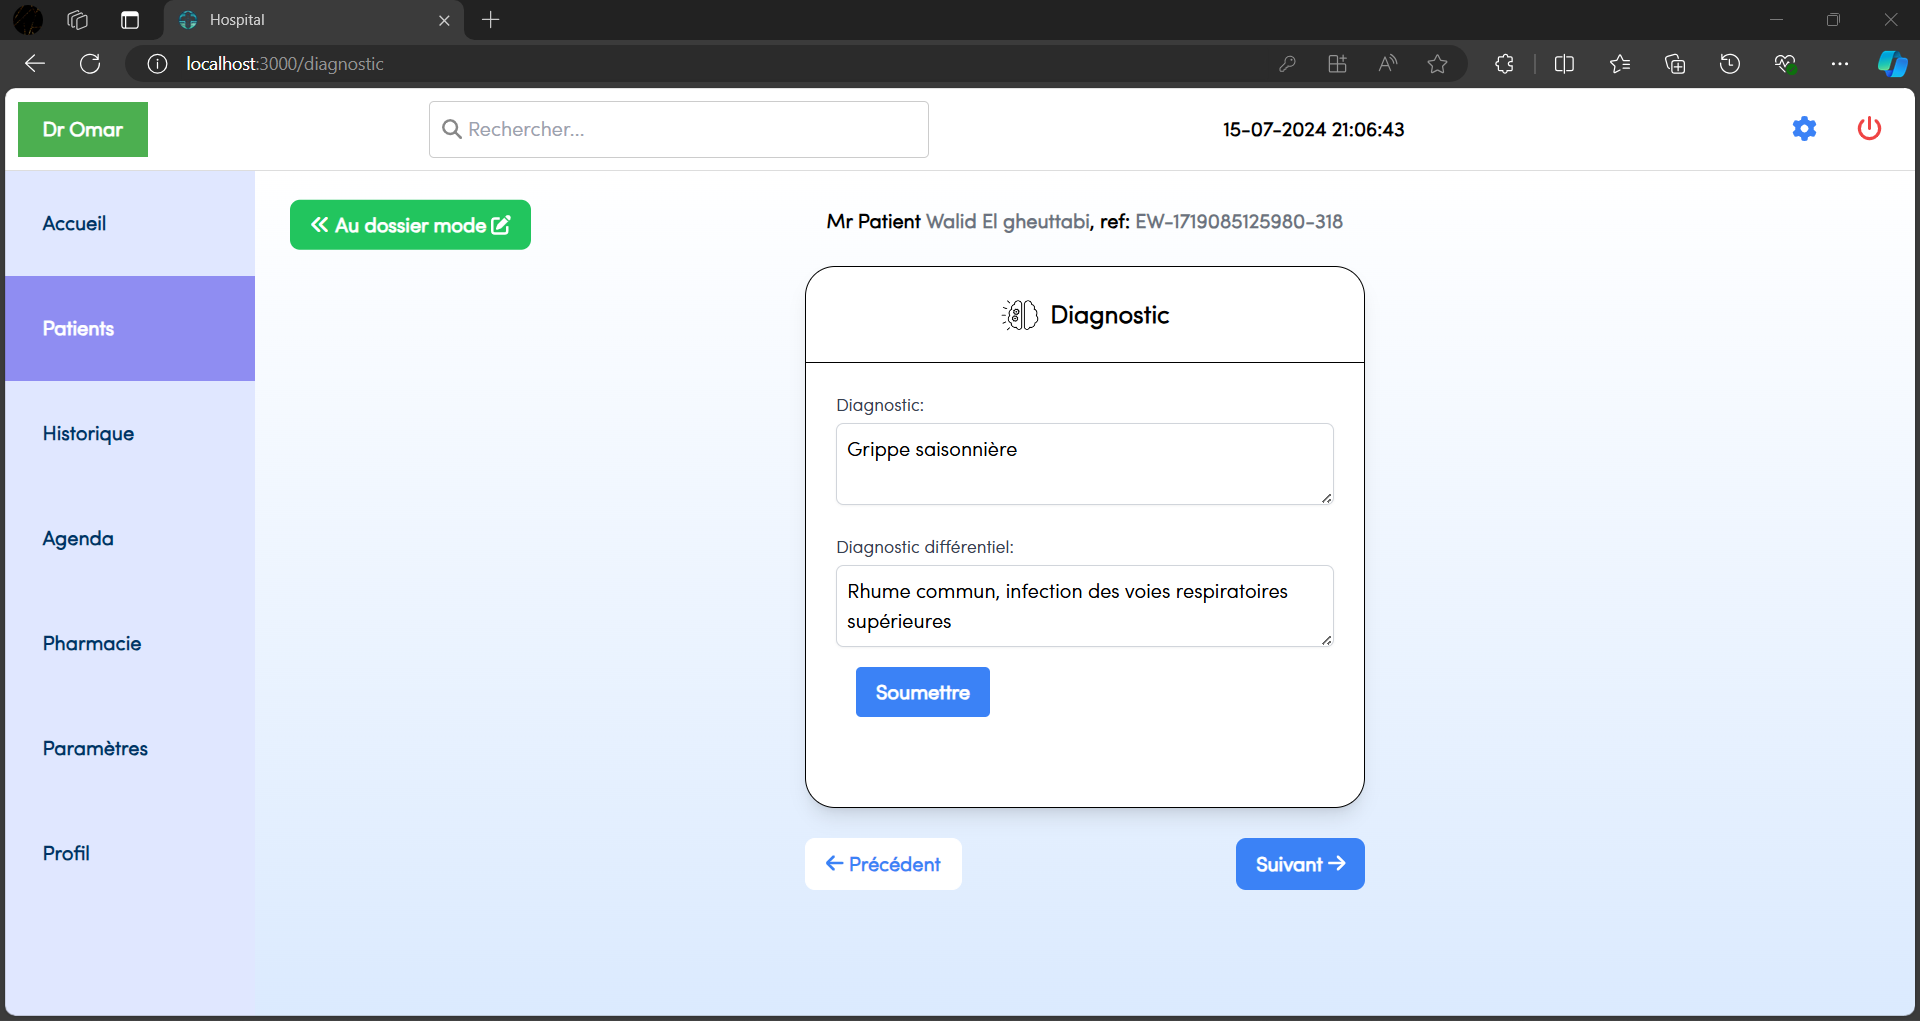 Hospital
localhost:3000/diagnostic
Dr Omar
Rechercher...
15-07-2024 21:06:43
Accueil
Patients
Historique
Agenda
Pharmacie
Paramètres
Profil
Au dossier mode
Mr Patient Walid El gheuttabi, ref: EW-1719085125980-318
Diagnostic
Diagnostic:
Grippe saisonnière
Diagnostic différentiel:
Rhume commun, infection des voies respiratoires
supérieures
Soumettre
Précédent
Suivant